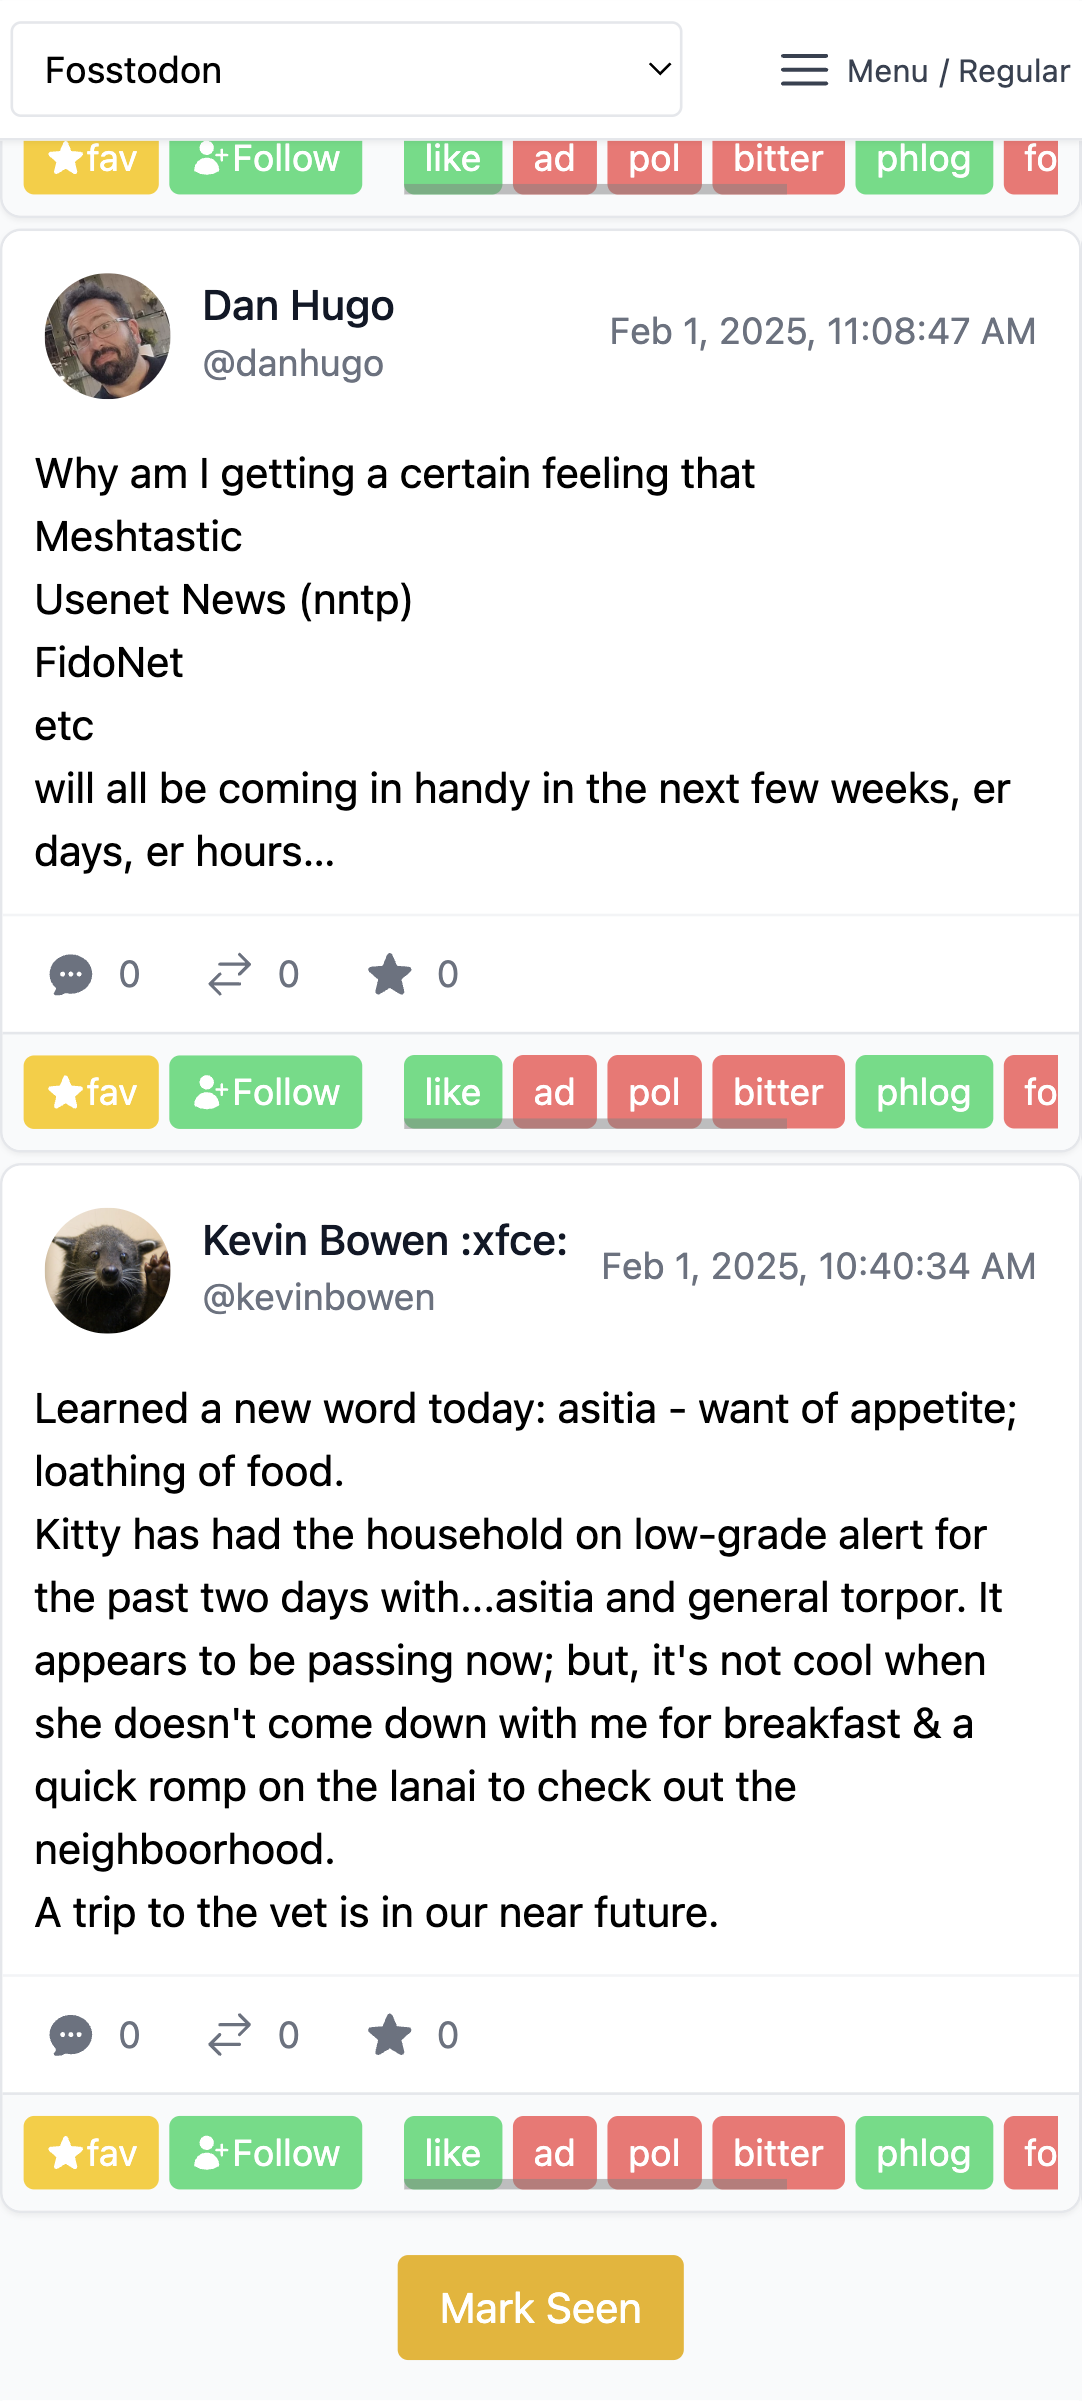 Fosstodon
Menu / Regular
fav Follow like ad pol bitter phlog fo
Dan Hugo
@danhugo
Feb 1, 2025, 11:08:47 AM
Why am I getting a certain feeling that
Meshtastic
Usenet News (nntp)
FidoNet
etc
will all be coming in handy in the next few weeks, er
days, er hours...
0 0 0
fav Follow like ad pol bitter phlog fo
Kevin Bowen :xfce:
@kevinbowen
Feb 1, 2025, 10:40:34 AM
Learned a new word today: asitia - want of appetite;
loathing of food.
Kitty has had the household on low-grade alert for
the past two days with...asitia and general torpor. It
appears to be passing now; but, it's not cool when
she doesn't come down with me for breakfast & a
quick romp on the lanai to check out the
neighboorhood.
A trip to the vet is in our near future.
0 0 0
fav Follow like ad pol bitter phlog fo
Mark Seen